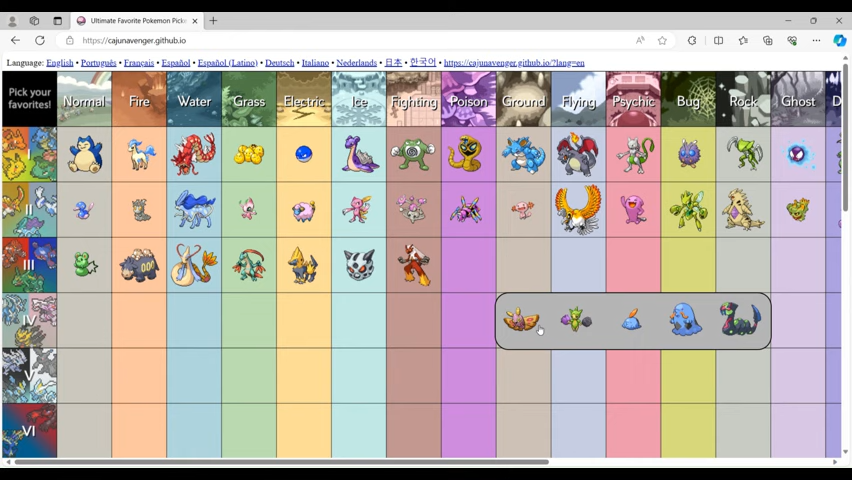 Ultimate Favorite Pokemon Pick
https://cajunavenger.github.io
Language: English • Português • Français • Español • Español (Latino) • Deutsch • Italiano • Nederlands • 日本 • 한국어 • https://cajunavenger.github.io/?lang=en
Pick your
favorites!
Normal
Fire
Water
Grass
Electric
Ice
Fighting
Poison
Ground
Flying
Psychic
Bug
Rock
Ghost
D
II
III
IV
V
VI